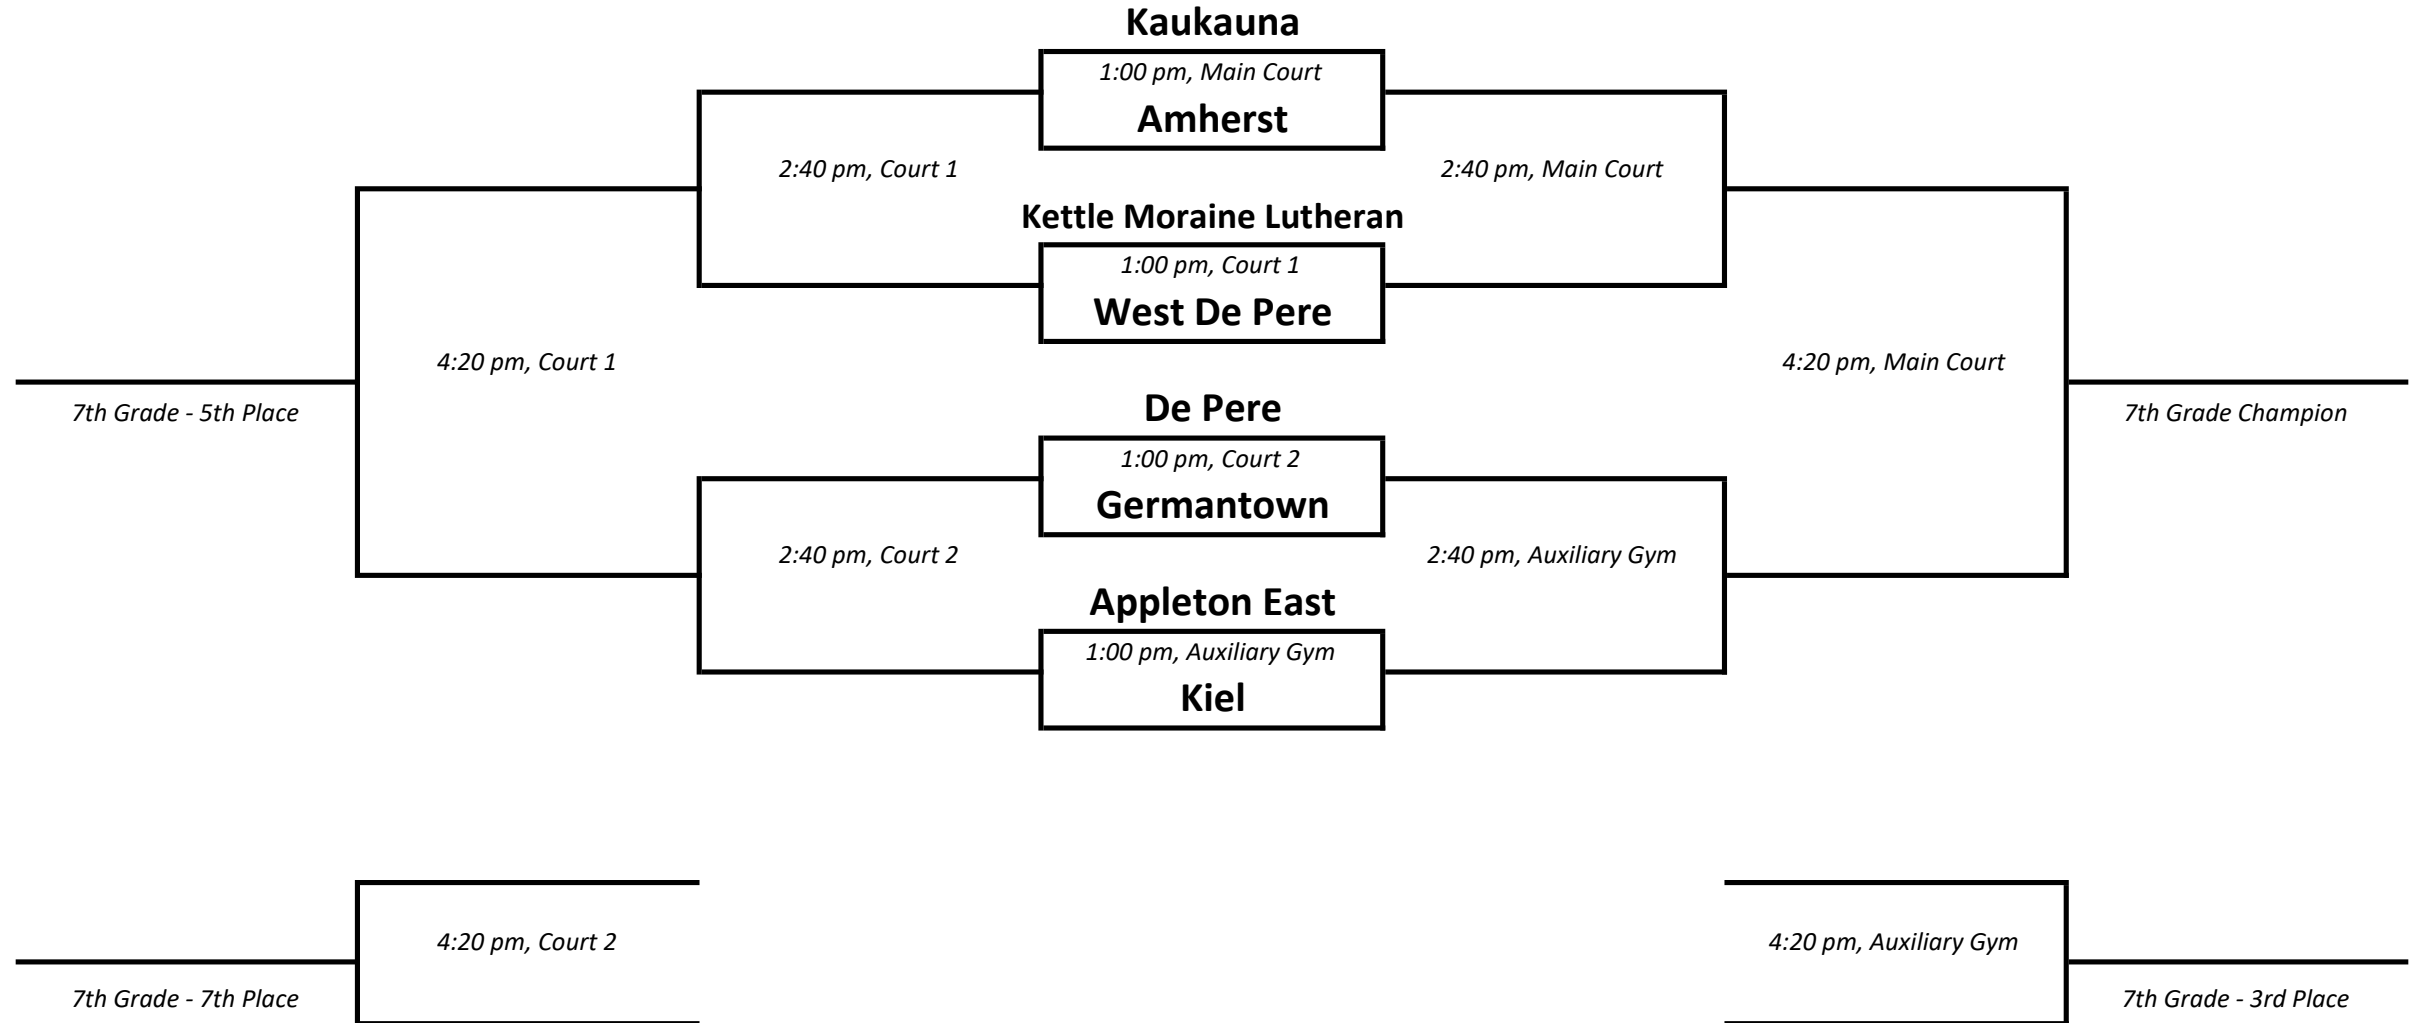 Kaukauna
1:00 pm, Main Court
Amherst
2:40 pm, Court 1
2:40 pm, Main Court
Kettle Moraine Lutheran
1:00 pm, Court 1
West De Pere
4:20 pm, Court 1
4:20 pm, Main Court
7th Grade - 5th Place
De Pere
7th Grade Champion
1:00 pm, Court 2
Germantown
2:40 pm, Court 2
2:40 pm, Auxiliary Gym
Appleton East
1:00 pm, Auxiliary Gym
Kiel
4:20 pm, Court 2
4:20 pm, Auxiliary Gym
7th Grade - 7th Place
7th Grade - 3rd Place